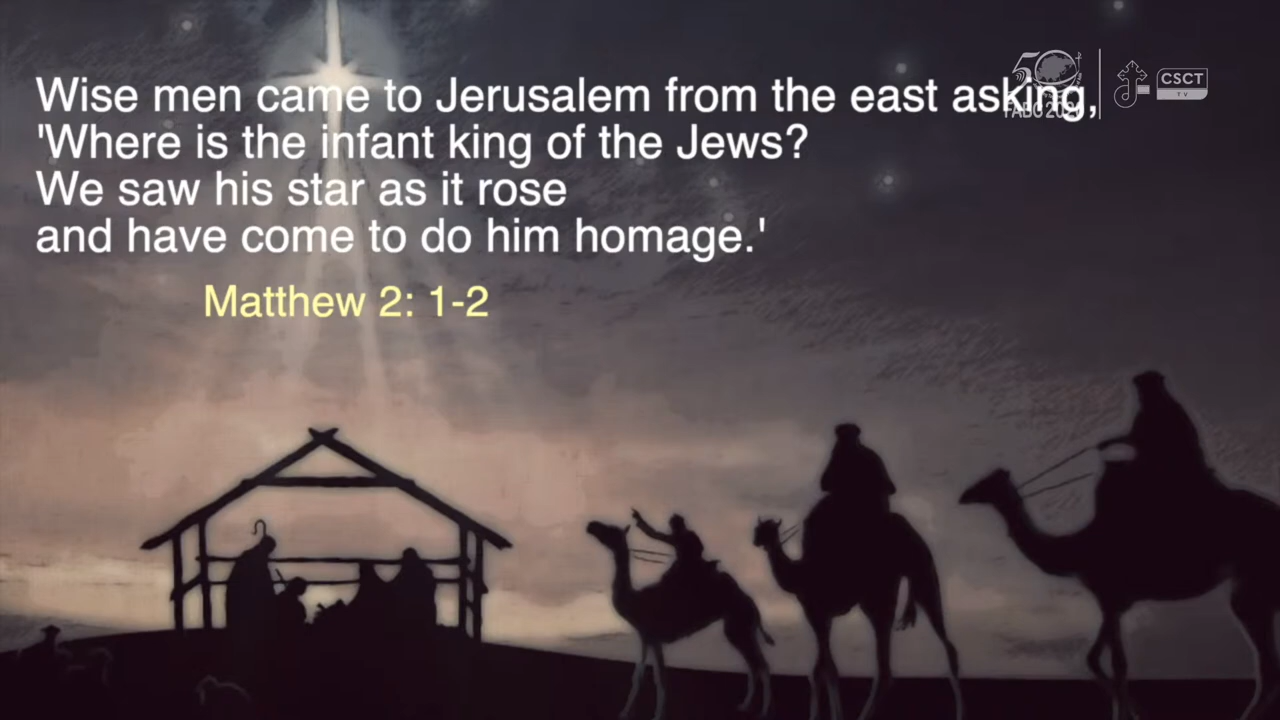 Wise men came to Jerusalem from the east asking,
'Where is the infant king of the Jews?
We saw his star as it rose
and have come to do him homage.'
Matthew 2: 1-2
50
CSCT
TV